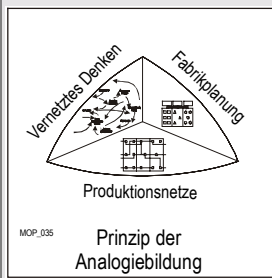 Vernetztes Denken
Fabrikplanung
Produktionsnetze
MOP_035
Prinzip der
Analogiebildung